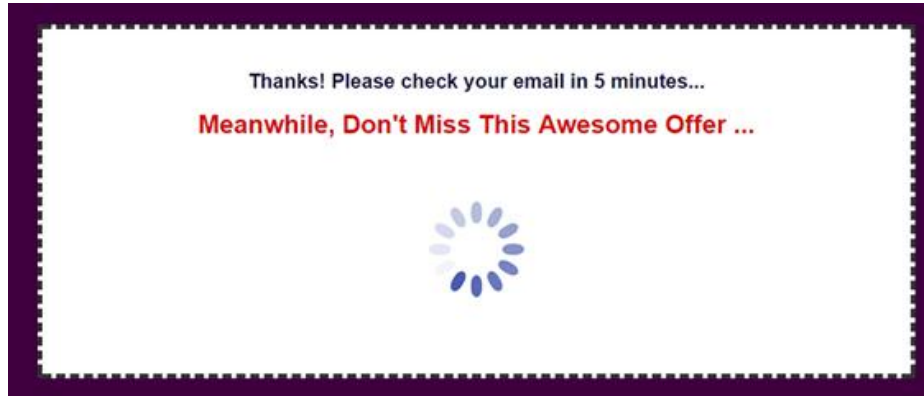 Thanks! Please check your email in 5 minutes...
Meanwhile, Don't Miss This Awesome Offer ...